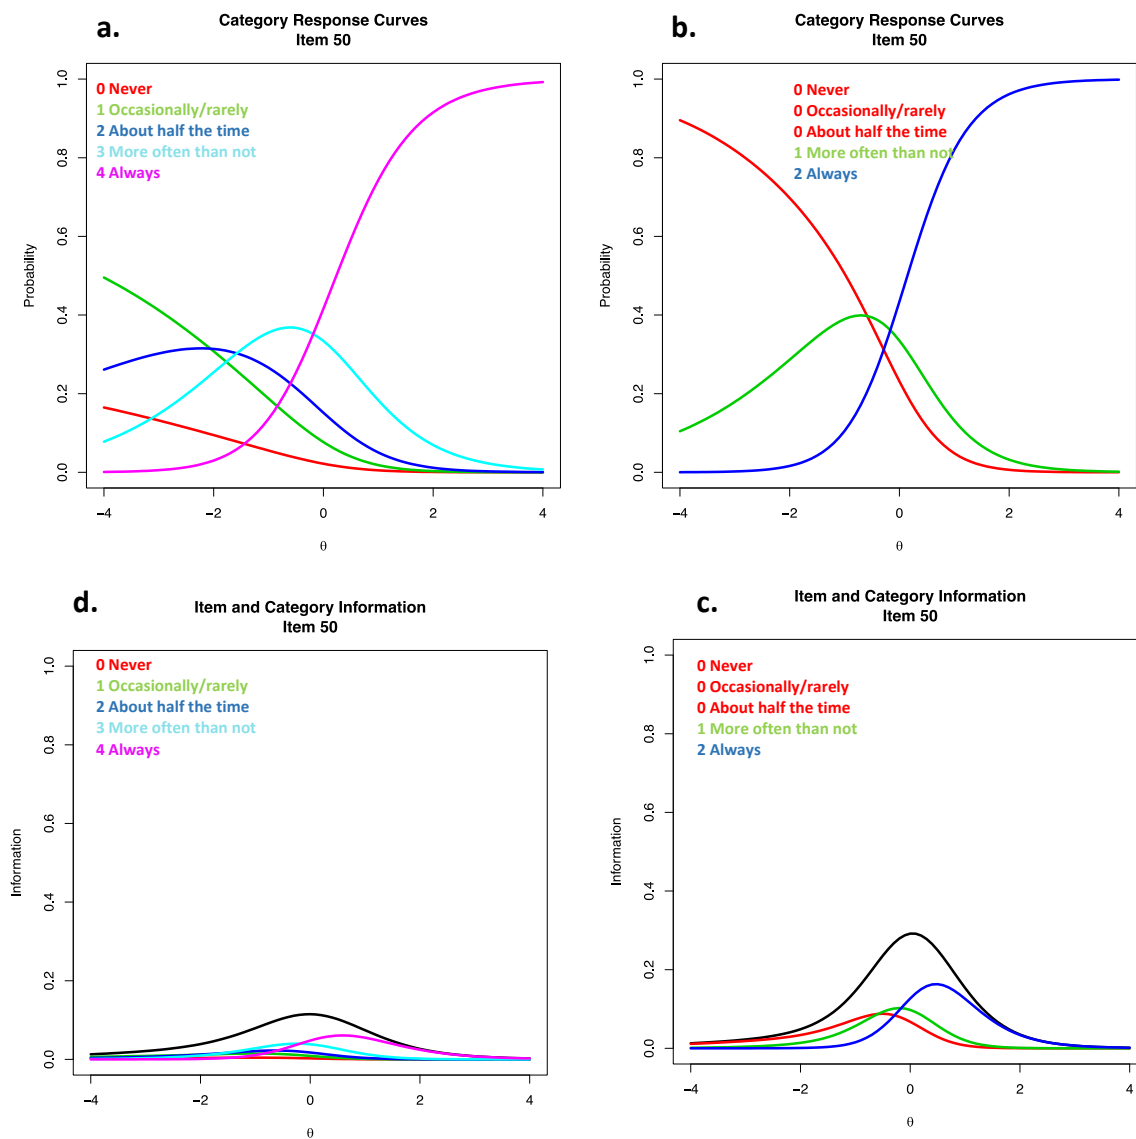 a.
Category Response Curves
Item 50
0 Never
1 Occasionally/rarely
2 About half the time
3 More often than not
4 Always
Probability
0.0 0.2 0.4 0.6 0.8 1.0
−4 −2 0 2 4
θ
b.
Category Response Curves
Item 50
0 Never
0 Occasionally/rarely
0 About half the time
1 More often than not
2 Always
Probability
0.0 0.2 0.4 0.6 0.8 1.0
−4 −2 0 2 4
θ
d.
Item and Category Information
Item 50
0 Never
1 Occasionally/rarely
2 About half the time
3 More often than not
4 Always
Information
0.0 0.2 0.4 0.6 0.8 1.0
−4 −2 0 2 4
θ
c.
Item and Category Information
Item 50
0 Never
0 Occasionally/rarely
0 About half the time
1 More often than not
2 Always
Information
0.0 0.2 0.4 0.6 0.8 1.0
−4 −2 0 2 4
θ